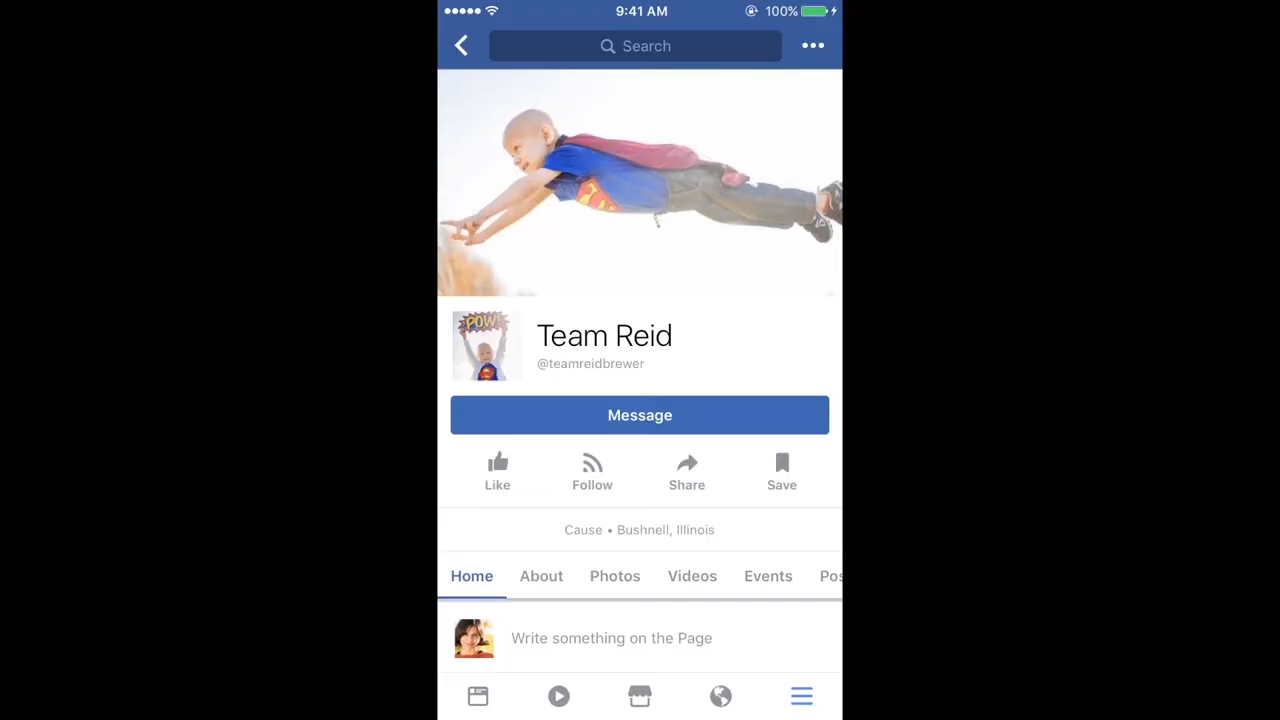 9:41 AM
100%
Search
POW!
Team Reid
@teamreidbrewer
Message
Like
Follow
Share
Save
Cause • Bushnell, Illinois
Home
About
Photos
Videos
Events
Pos
Write something on the Page